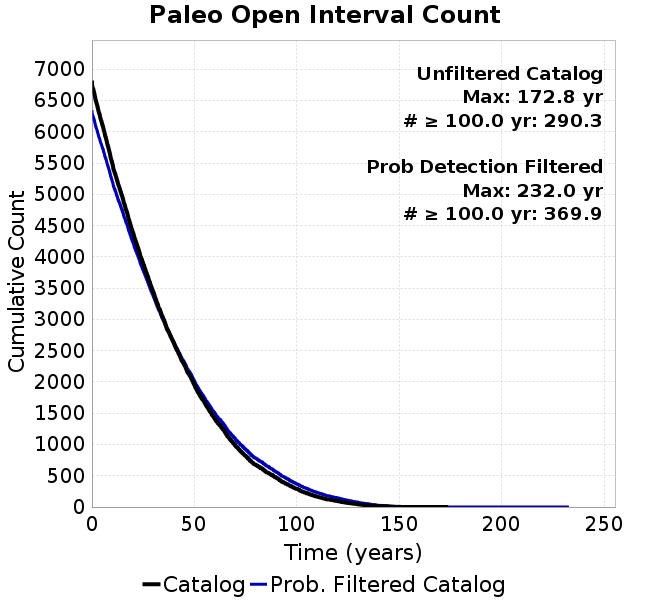 Paleo Open Interval Count
Unfiltered Catalog
Max: 172.8 yr
# ≥ 100.0 yr: 290.3
Prob Detection Filtered
Max: 232.0 yr
# ≥ 100.0 yr: 369.9
Cumulative Count
7000
6500
6000
5500
5000
4500
4000
3500
3000
2500
2000
1500
1000
500
0
0 50 100 150 200 250
Time (years)
Catalog Prob. Filtered Catalog